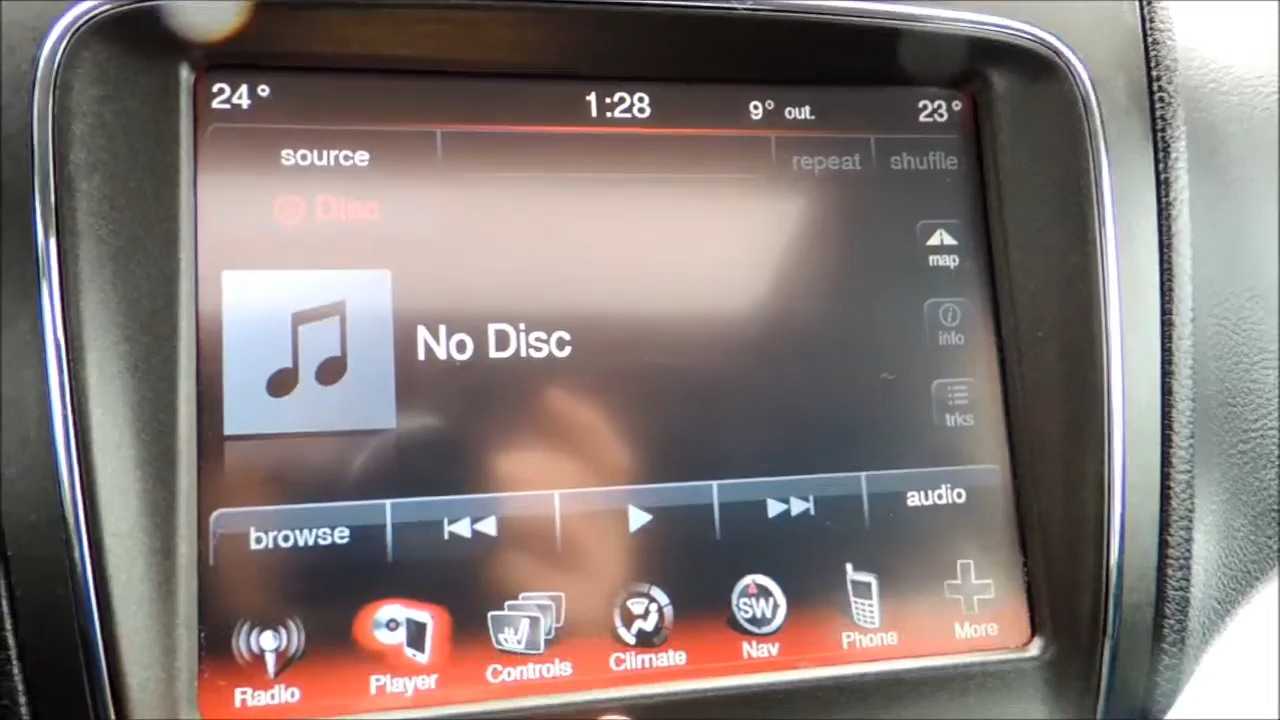 24° 1:28 9° out. 23°
source repeat shuffle
Disc
map
No Disc
info
trks
browse audio
SW
Radio Player Controls Climate Nav Phone More